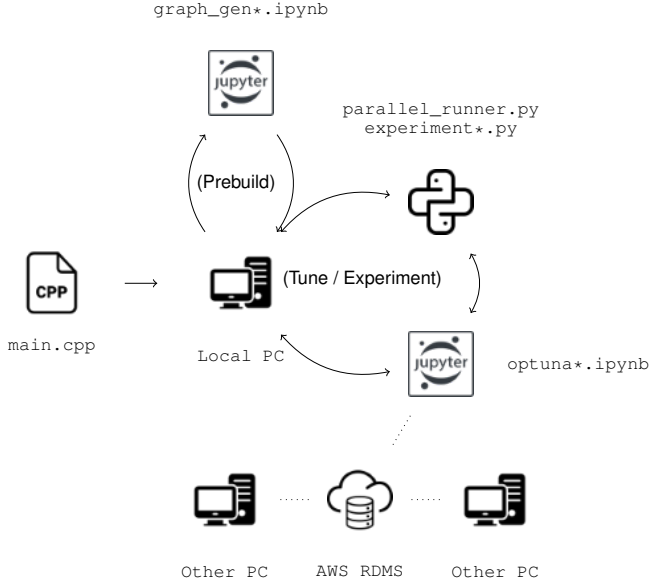 graph_gen*.ipynb
jupyter
parallel_runner.py
experiment*.py
(Prebuild)
CPP
(Tune / Experiment)
main.cpp
Local PC
jupyter
optuna*.ipynb
Other PC
AWS RDMS
Other PC